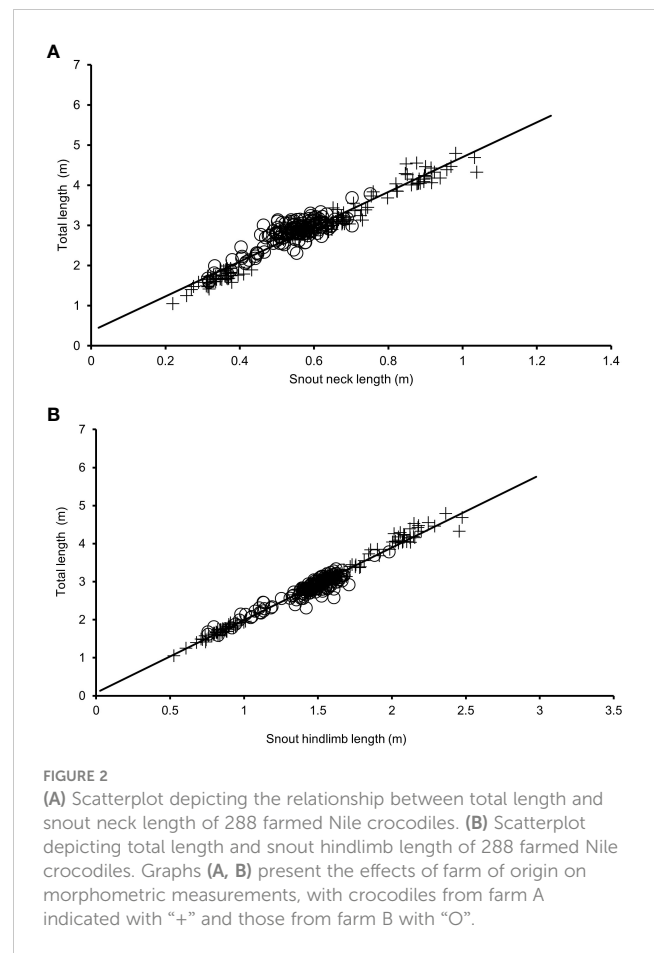 A
7
6
5
4
3
2
1
0
Total length (m)
0 0.2 0.4 0.6 0.8 1 1.2 1.4
Snout neck length (m)
B
7
6
5
4
3
2
1
0
Total length (m)
0 0.5 1 1.5 2 2.5 3 3.5
Snout hindlimb length (m)
FIGURE 2
(A) Scatterplot depicting the relationship between total length and
snout neck length of 288 farmed Nile crocodiles. (B) Scatterplot
depicting total length and snout hindlimb length of 288 farmed Nile
crocodiles. Graphs (A, B) present the effects of farm of origin on
morphometric measurements, with crocodiles from farm A
indicated with “+” and those from farm B with “O”.